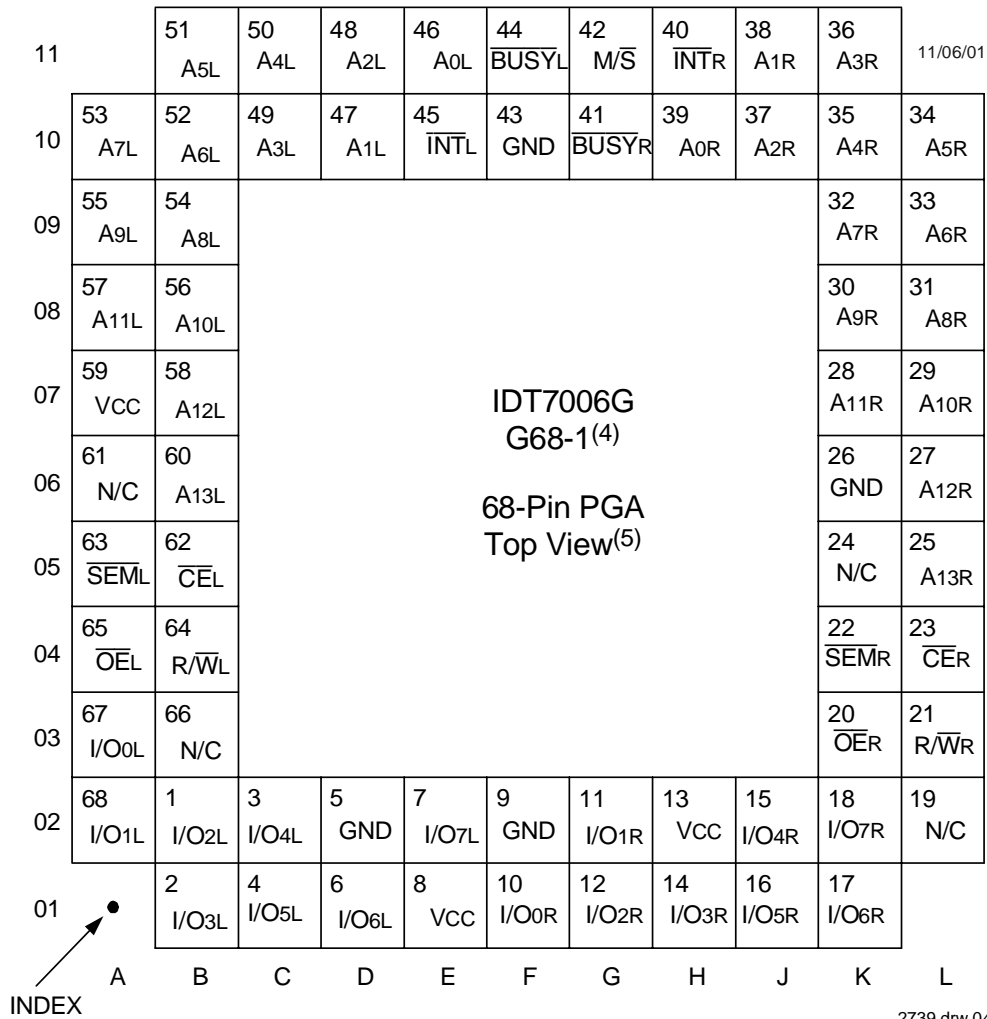 11 51 50 48 46 44 42 40 38 36 11/06/01
A5L A4L A2L A0L BUSYL M/S INTR A1R A3R
10 53 52 49 47 45 43 41 39 37 35 34
A7L A6L A3L A1L INTL GND BUSYR A0R A2R A4R A5R
09 55 54 32 33
A9L A8L A7R A6R
08 57 56 30 31
A11L A10L A9R A8R
07 59 58 28 29
VCC A12L IDT7006G A11R A10R
G68-1(4)
06 61 60 26 27
N/C A13L 68-Pin PGA GND A12R
Top View(5)
05 63 62 24 25
SEML CEL N/C A13R
04 65 64 22 23
OEL R/WL SEMR CER
03 67 66 20 21
I/O0L N/C OER R/WR
02 68 1 3 5 7 9 11 13 15 18 19
I/O1L I/O2L I/O4L GND I/O7L GND I/O1R VCC I/O4R I/O7R N/C
01 2 4 6 8 10 12 14 16 17
I/O3L I/O5L I/O6L VCC I/O0R I/O2R I/O3R I/O5R I/O6R
A B C D E F G H J K L
INDEX
2739 drw 04